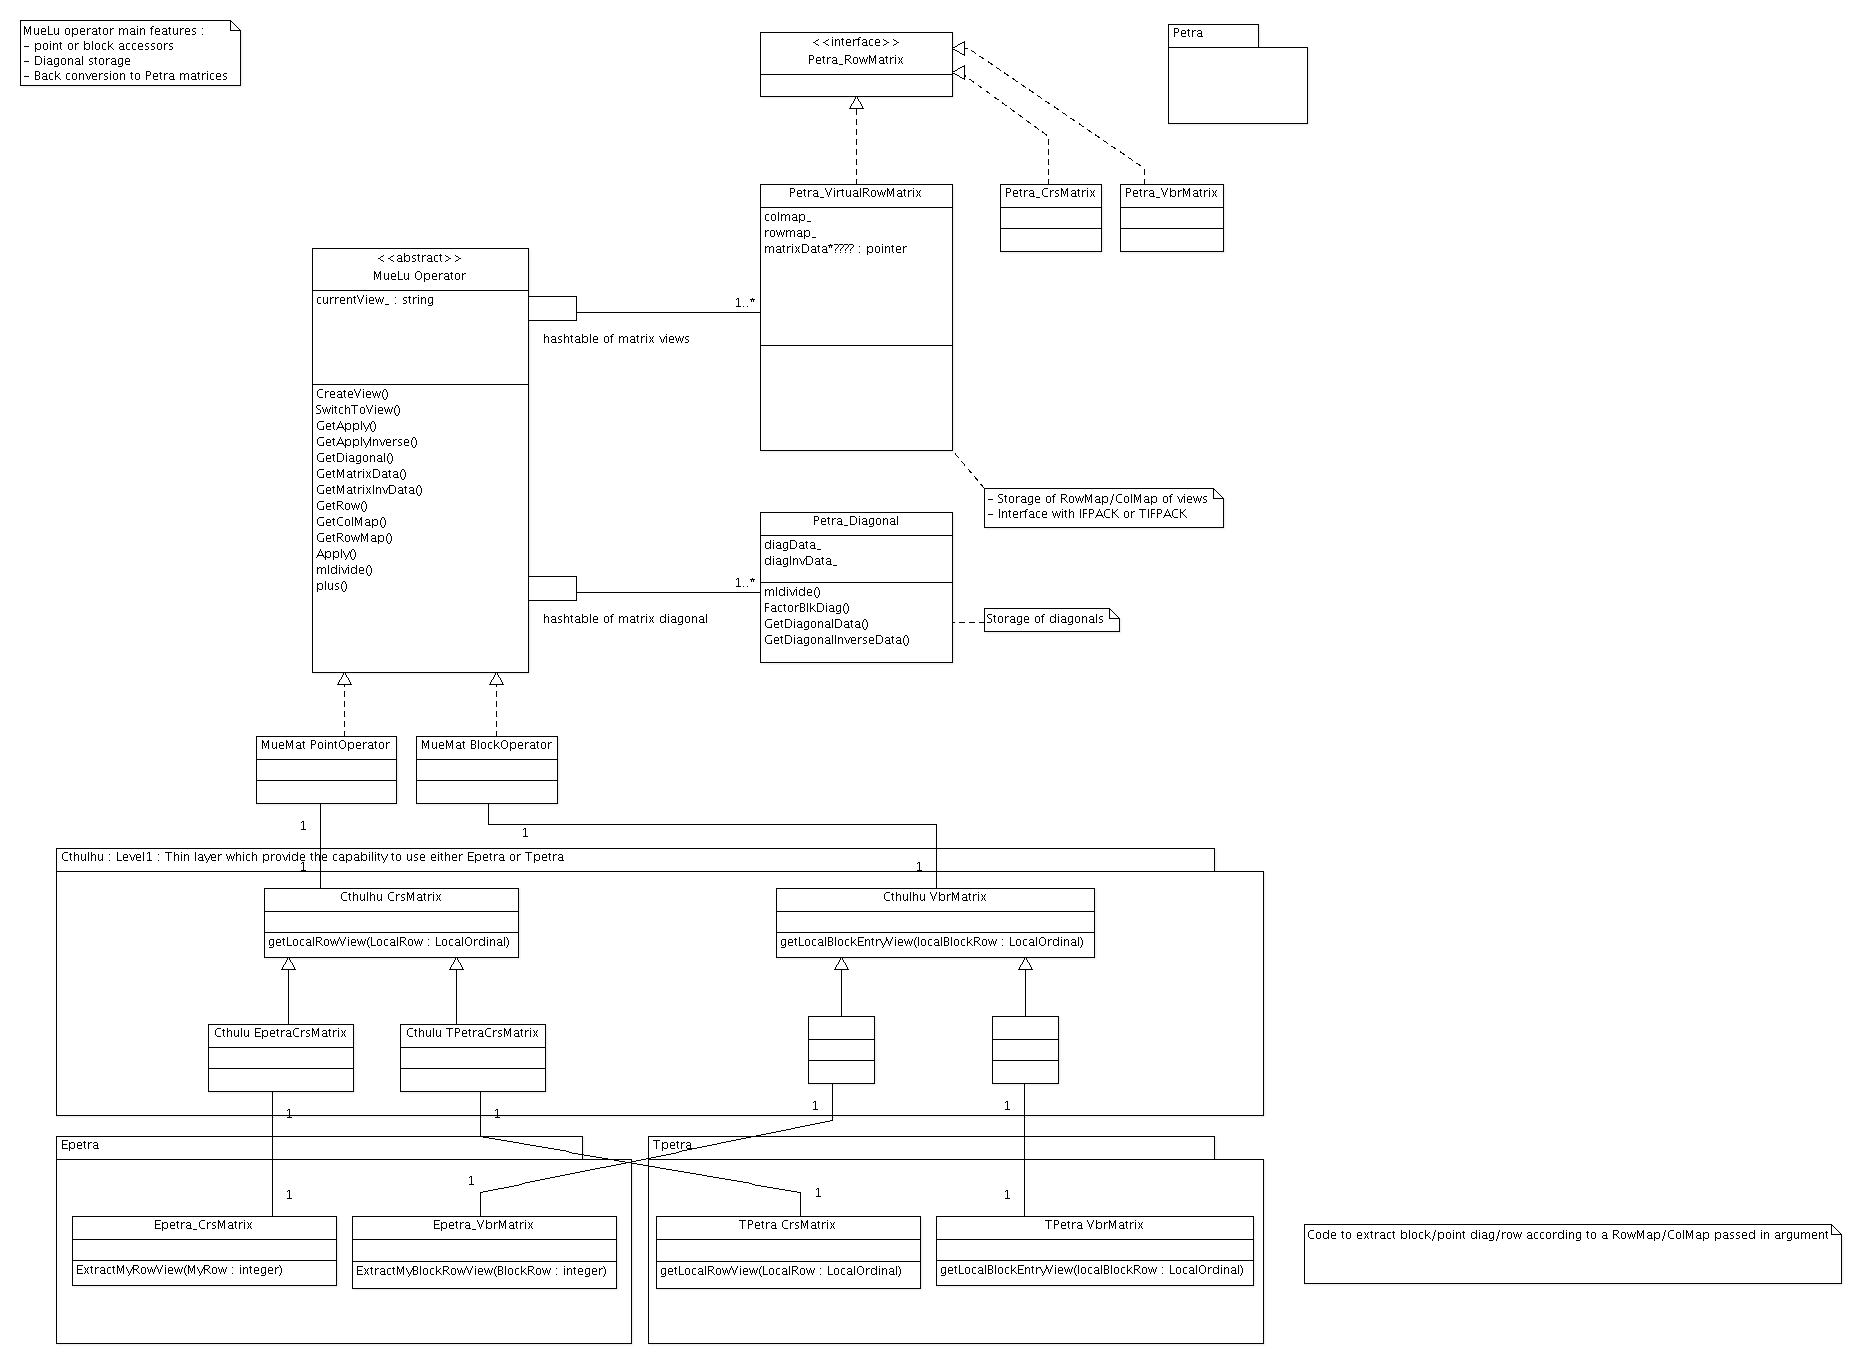 MueLu operator main features :
- point or block accessors
- Diagonal storage
- Back conversion to Petra matrices
<<interface>>
Petra_RowMatrix
Petra
Petra_VirtualRowMatrix
colmap_
rowmap_
matrixData*???? : pointer
Petra_CrsMatrix
Petra_VbrMatrix
<<abstract>>
MueLu Operator
currentView_ : string
CreateView()
SwitchToView()
GetApply()
GetApplyInverse()
GetDiagonal()
GetMatrixData()
GetMatrixInvData()
GetRow()
GetColMap()
GetRowMap()
Apply()
mldivide()
plus()
1..*
hashtable of matrix views
- Storage of RowMap/ColMap of views
- Interface with IFPACK or TIFPACK
Petra_Diagonal
diagData_
diagInvData_
mldivide()
FactorBlkDiag()
GetDiagonalData()
GetDiagonalInverseData()
1..*
hashtable of matrix diagonal
Storage of diagonals
MueMat PointOperator
MueMat BlockOperator
1
1
Cthulhu : Level1 : Thin layer which provide the capability to use either Epetra or Tpetra
1
1
Cthulhu CrsMatrix
getLocalRowView(LocalRow : LocalOrdinal)
Cthulhu VbrMatrix
getLocalBlockEntryView(localBlockRow : LocalOrdinal)
Cthulu EpetraCrsMatrix
Cthulu TPetraCrsMatrix
1
1
1
1
Epetra
Tpetra
1
1
1
1
Epetra_CrsMatrix
ExtractMyRowView(MyRow : integer)
Epetra_VbrMatrix
ExtractMyBlockRowView(BlockRow : integer)
TPetra CrsMatrix
getLocalRowView(LocalRow : LocalOrdinal)
TPetra VbrMatrix
getLocalBlockEntryView(localBlockRow : LocalOrdinal)
Code to extract block/point diag/row according to a RowMap/ColMap passed in argument